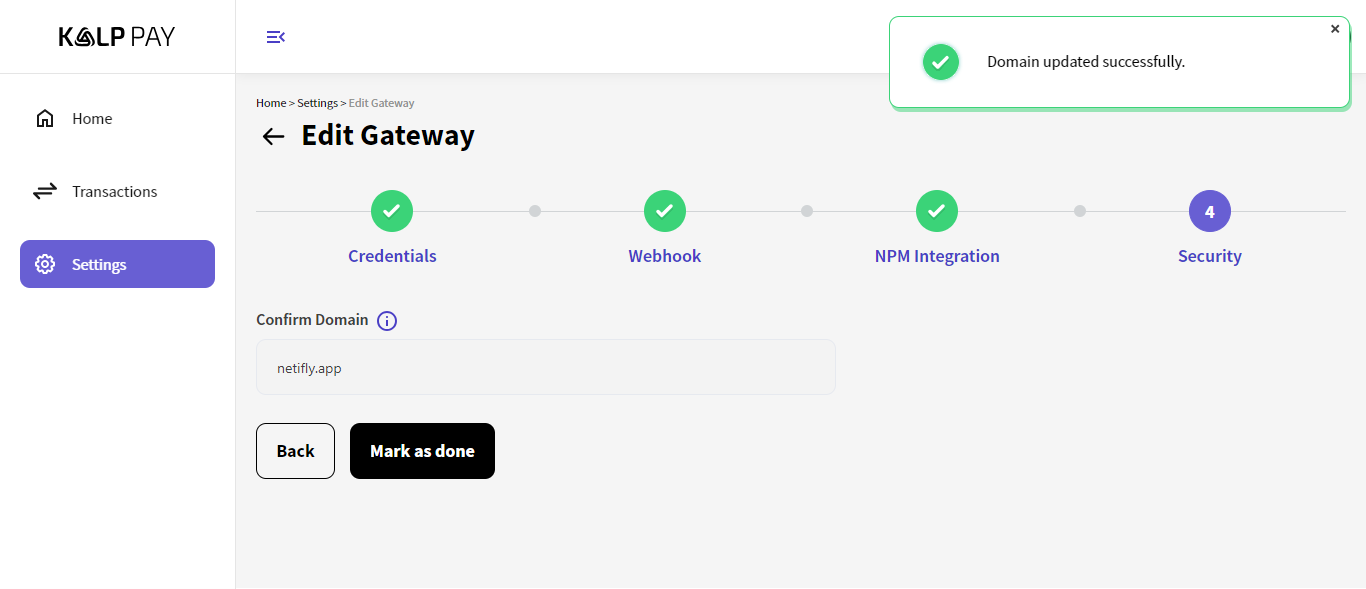 KALP PAY
Domain updated successfully.
Home > Settings > Edit Gateway
Edit Gateway
Home
Transactions
Settings
4
Credentials
Webhook
NPM Integration
Security
Confirm Domain
netifly.app
Back
Mark as done